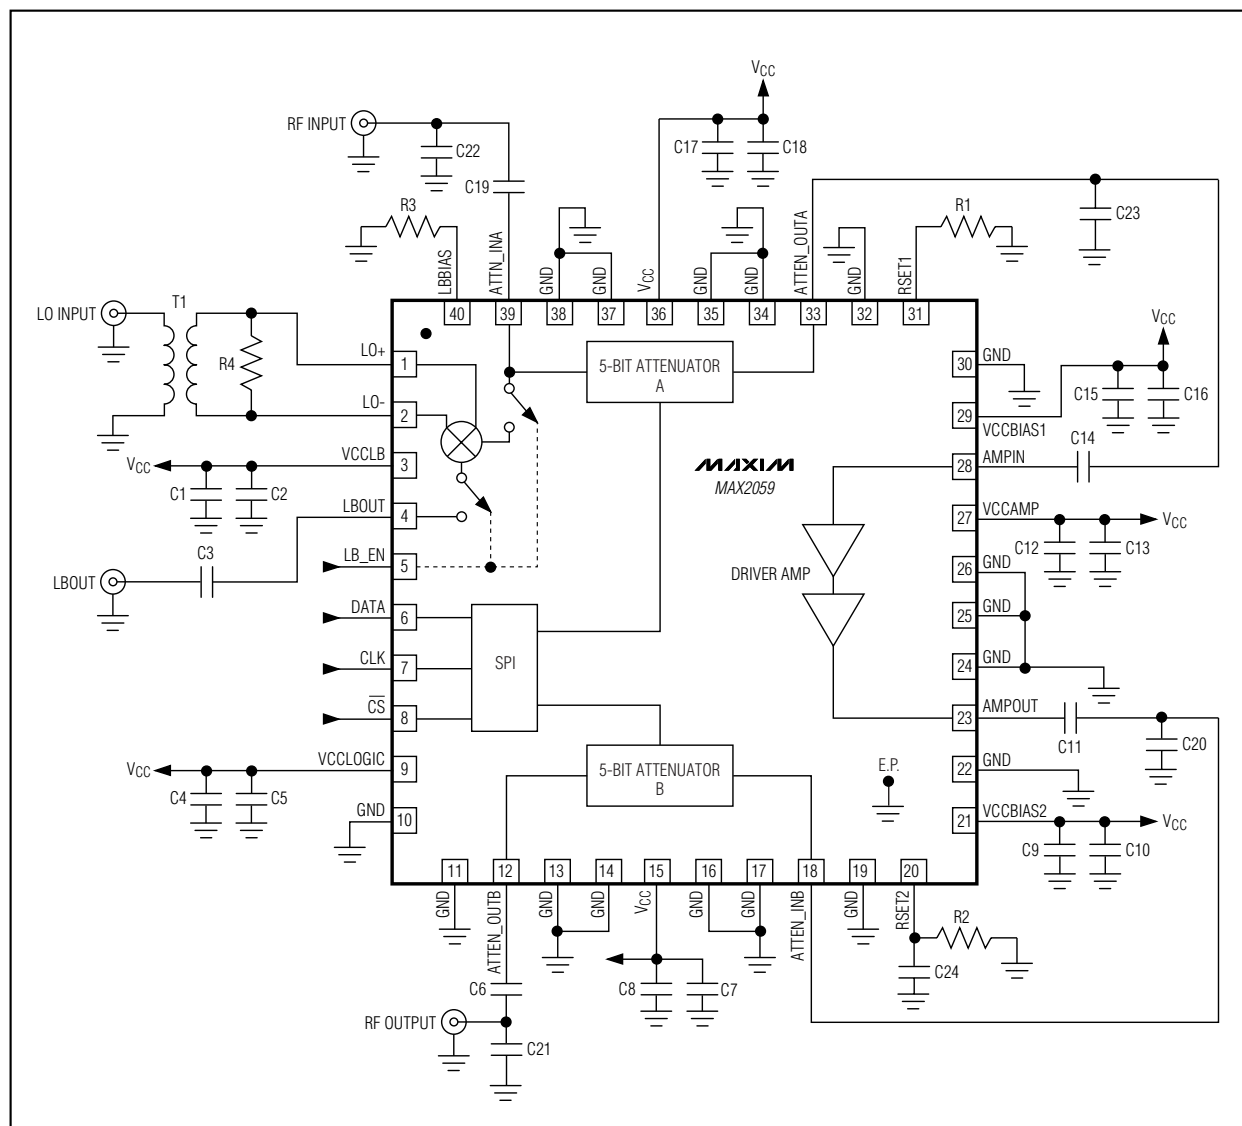 VCC
RF INPUT
C22
C17
C18
C19
R3
R1
C23
LBBIAS
ATTN_INA
GND
GND
VCC
GND
GND
ATTEN_OUTA
GND
RSET1
40
39
38
37
36
35
34
33
32
31
T1
LO INPUT
R4
LO+
1
LO-
2
5-BIT ATTENUATOR
A
30
GND
VCC
C15
C16
29
VCCBIAS1
C14
VCC
VCCLB
3
C1
C2
MAXIM
MAX2059
28
AMPIN
LBOUT
4
27
VCCAMP
VCC
C12
C13
C3
LBOUT
LB_EN
5
DRIVER AMP
26
GND
DATA
6
25
GND
SPI
CLK
7
24
GND
CS
8
23
AMPOUT
C11
C20
VCC
VCCLOGIC
9
C4
C5
5-BIT ATTENUATOR
B
E.P.
22
GND
GND
10
21
VCCBIAS2
VCC
C9
C10
11
12
13
14
15
16
17
18
19
20
GND
ATTEN_OUTB
GND
GND
VCC
GND
GND
ATTEN_INB
GND
RSET2
R2
C24
C6
C8
C7
RF OUTPUT
C21